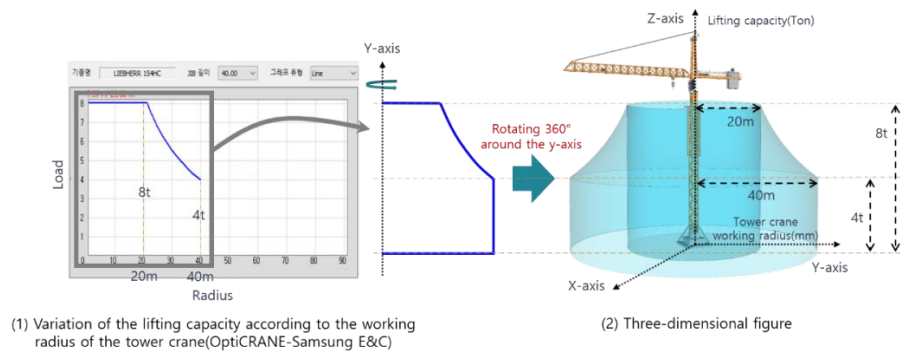 기종명 LIEBHERR 154HC JIB 길이 40.00 그래프 유형 Line
8
7
6
5
4
3
2
1
0 10 20 30 40 50 60 70 80 90
Load
8t
4t
20m 40m
Radius
Y-axis
Rotating 360°
around the y-axis
Z-axis
Lifting capacity(Ton)
20m
8t
40m
4t
Tower crane
working radius(mm)
Y-axis
X-axis
(1) Variation of the lifting capacity according to the working
radius of the tower crane(OptiCRANE-Samsung E&C)
(2) Three-dimensional figure